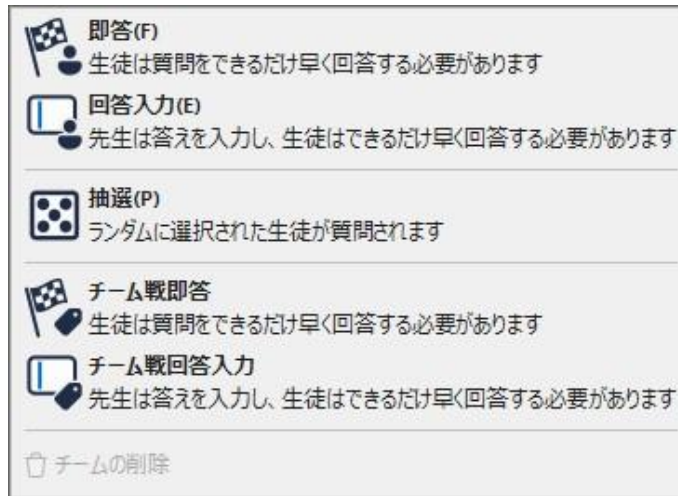 即答(F)
生徒は質問をできるだけ早く回答する必要があります
回答入力(E)
先生は答えを入力し、生徒はできるだけ早く回答する必要があります
抽選(P)
ランダムに選択された生徒が質問されます
チーム戦即答
生徒は質問をできるだけ早く回答する必要があります
チーム戦回答入力
先生は答えを入力し、生徒はできるだけ早く回答する必要があります
チームの削除